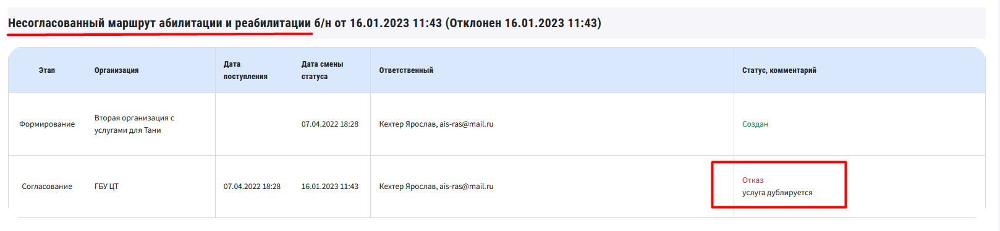 Несогласованный маршрут абилитации и реабилитации б/н от 16.01.2023 11:43 (Отклонен 16.01.2023 11:43)
Этап Организация Дата поступления Дата смены статуса Ответственный Статус, комментарий
Формирование Вторая организация с услугами для Тани 07.04.2022 18:28 Кехтер Ярослав, ais-ras@mail.ru Создан
Согласование ГБУ ЦТ 07.04.2022 18:28 16.01.2023 11:43 Кехтер Ярослав, ais-ras@mail.ru Отказ
услуга дублируется